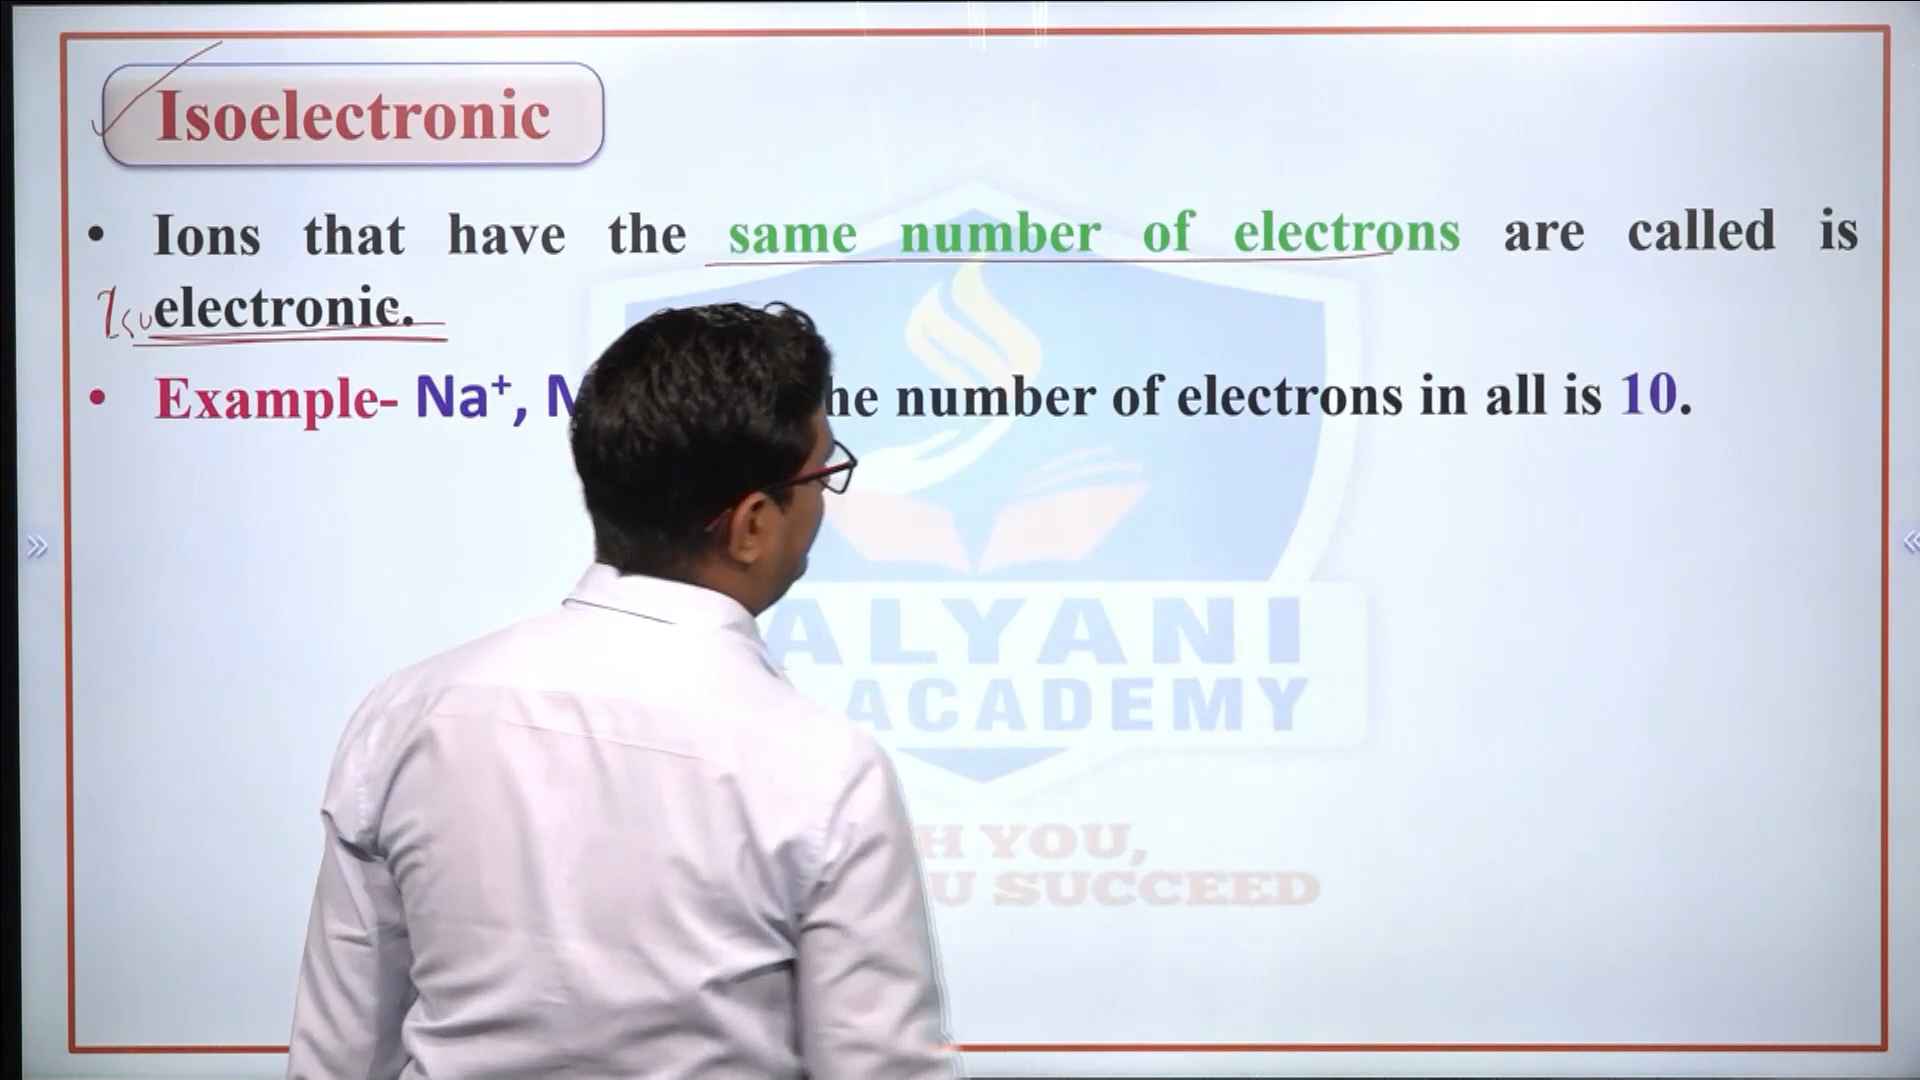 Isoelectronic
• Ions that have the same number of electrons are called is
Iso electronic.
• Example- Na⁺, he number of electrons in all is 10.
ALYANI
ACADEMY
H YOU,
U SUCCEED